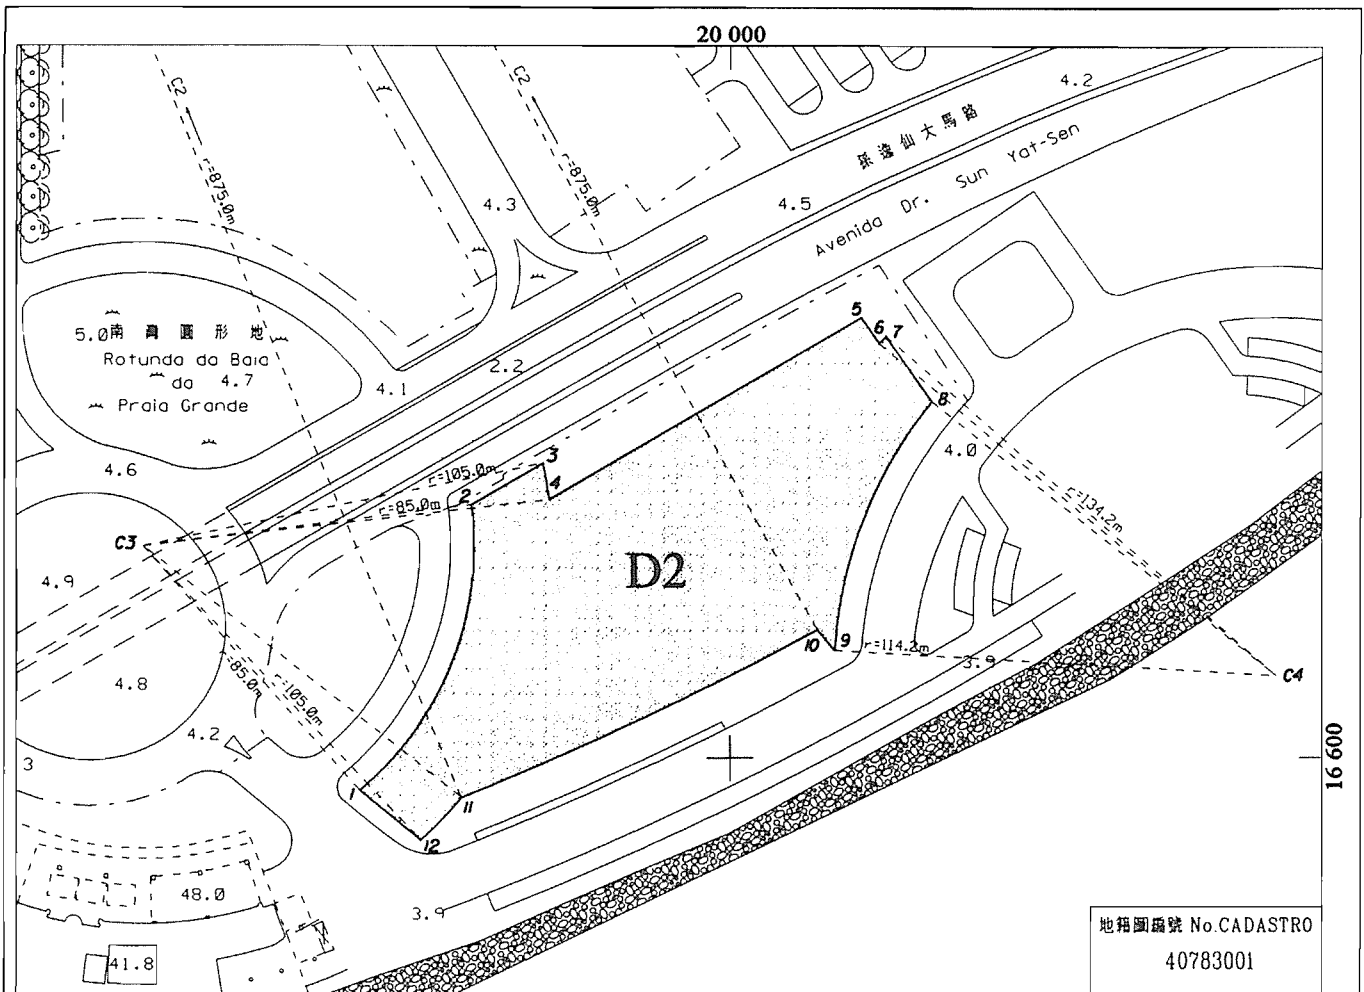 20 000
C2
C2
r=875.0m
r=875.0m
4.2
孫逸仙大馬路
4.3
4.5
Avenida Dr. Sun Yat-Sen
5.0
南灣圓形地
Rotunda da Baia
da 4.7
Praia Grande
5
6
7
2.2
4.1
8
4.0
4.6
3
r=105.0m
4
2
r=85.0m
r=134.2m
C3
4.9
D2
10
9
r=114.2m
3.9
C4
4.8
r=85.0m
r=105.0m
4.2
3
16 600
1
11
12
48.0
3.9
41.8
地籍圖編號 No.CADASTRO
40783001